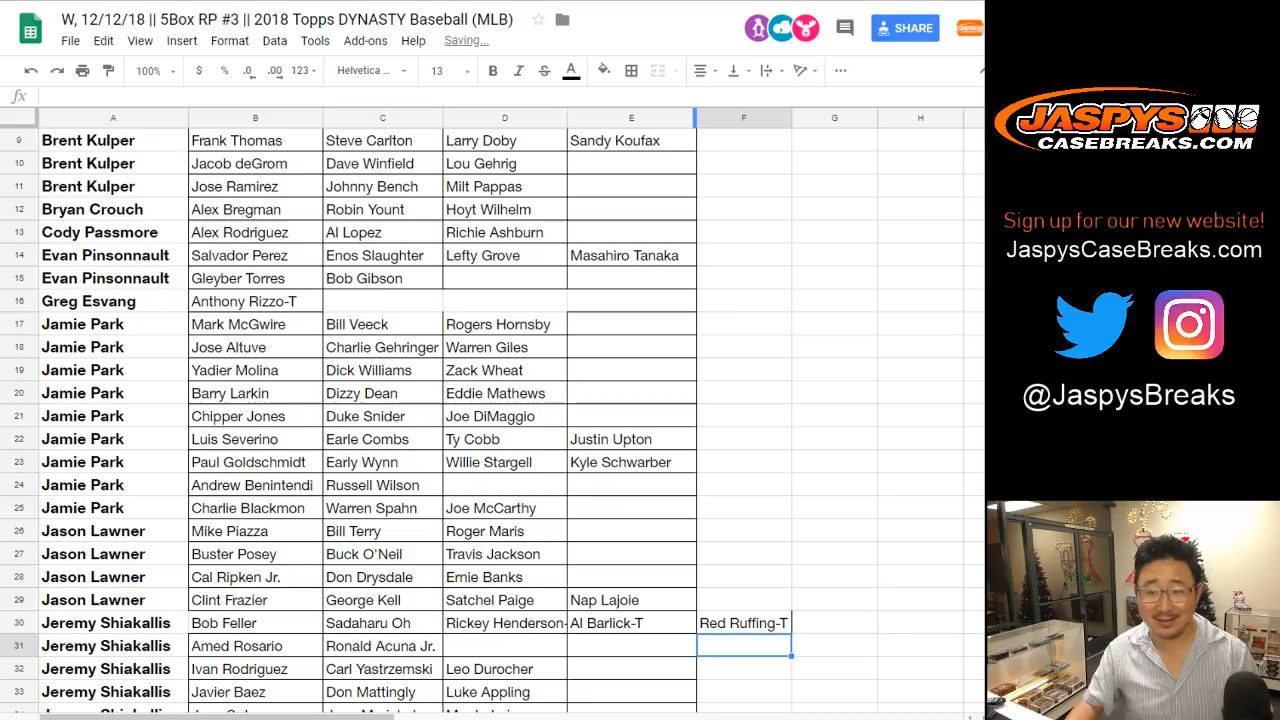 W, 12/12/18 || 5Box RP #3 || 2018 Topps DYNASTY Baseball (MLB)
File Edit View Insert Format Data Tools Add-ons Help Saving...
SHARE
100% $ % .0 .00 123 Helvetica ... 13 B I S A
fx
A B C D E F G H
9 Brent Kulper Frank Thomas Steve Carlton Larry Doby Sandy Koufax
10 Brent Kulper Jacob deGrom Dave Winfield Lou Gehrig
11 Brent Kulper Jose Ramirez Johnny Bench Milt Pappas
12 Bryan Crouch Alex Bregman Robin Yount Hoyt Wilhelm
13 Cody Passmore Alex Rodriguez Al Lopez Richie Ashburn
14 Evan Pinsonnault Salvador Perez Enos Slaughter Lefty Grove Masahiro Tanaka
15 Evan Pinsonnault Gleyber Torres Bob Gibson
16 Greg Esvang Anthony Rizzo-T
17 Jamie Park Mark McGwire Bill Veeck Rogers Hornsby
18 Jamie Park Jose Altuve Charlie Gehringer Warren Giles
19 Jamie Park Yadier Molina Dick Williams Zack Wheat
20 Jamie Park Barry Larkin Dizzy Dean Eddie Mathews
21 Jamie Park Chipper Jones Duke Snider Joe DiMaggio
22 Jamie Park Luis Severino Earle Combs Ty Cobb Justin Upton
23 Jamie Park Paul Goldschmidt Early Wynn Willie Stargell Kyle Schwarber
24 Jamie Park Andrew Benintendi Russell Wilson
25 Jamie Park Charlie Blackmon Warren Spahn Joe McCarthy
26 Jason Lawner Mike Piazza Bill Terry Roger Maris
27 Jason Lawner Buster Posey Buck O'Neil Travis Jackson
28 Jason Lawner Cal Ripken Jr. Don Drysdale Ernie Banks
29 Jason Lawner Clint Frazier George Kell Satchel Paige Nap Lajoie
30 Jeremy Shiakallis Bob Feller Sadaharu Oh Rickey Henderson- Al Barlick-T Red Ruffing-T
31 Jeremy Shiakallis Amed Rosario Ronald Acuna Jr.
32 Jeremy Shiakallis Ivan Rodriguez Carl Yastrzemski Leo Durocher
33 Jeremy Shiakallis Javier Baez Don Mattingly Luke Appling
JASPYS
CASEBREAKS.COM
Sign up for our new website!
JaspysCaseBreaks.com
@JaspysBreaks